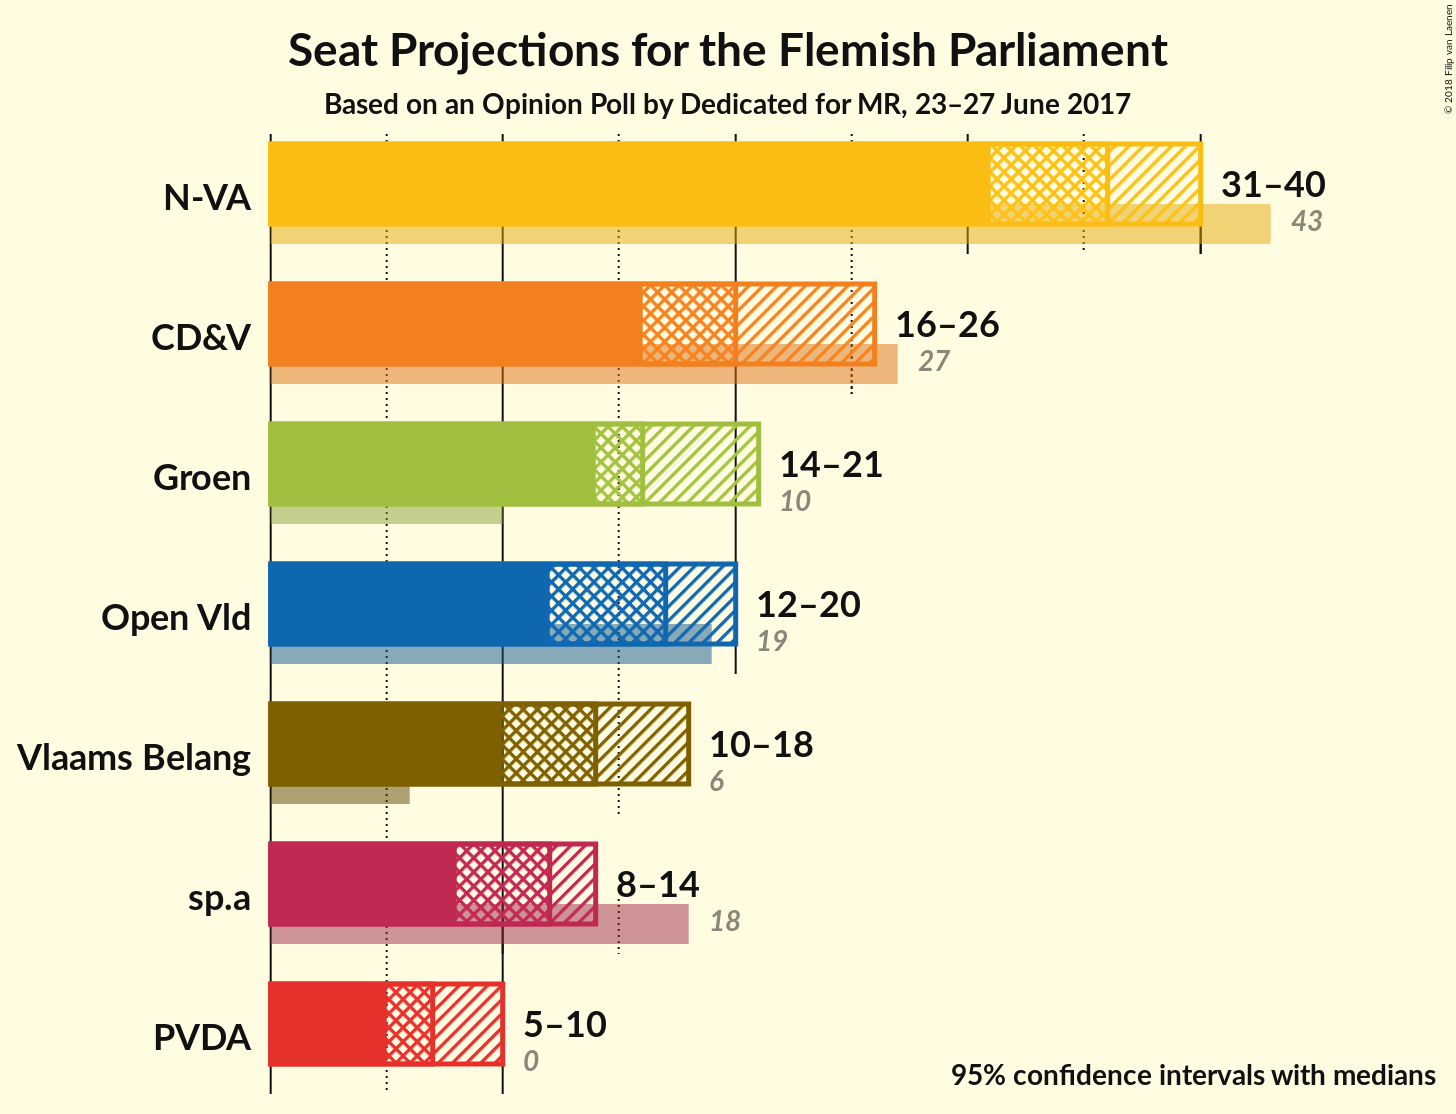 Seat Projections for the Flemish Parliament
Based on an Opinion Poll by Dedicated for MR, 23–27 June 2017
© 2018 Filip van Laenen
N-VA
31–40
43
CD&V
16–26
27
Groen
14–21
10
Open Vld
12–20
19
Vlaams Belang
10–18
6
sp.a
8–14
18
PVDA
5–10
0
95% confidence intervals with medians